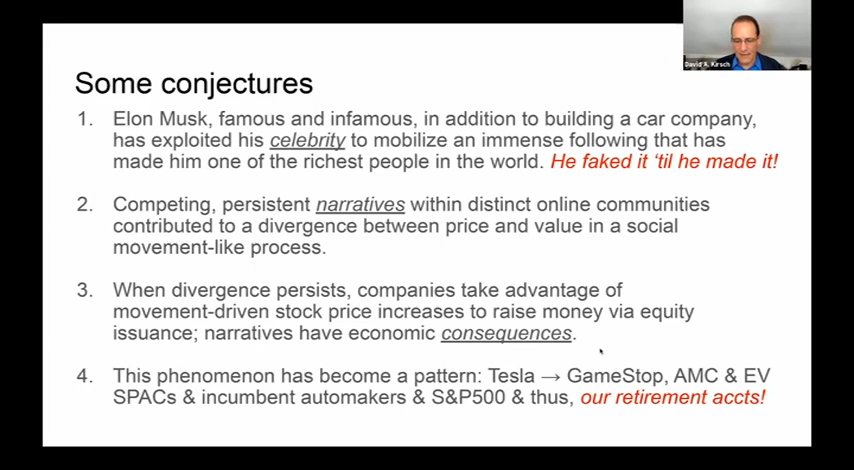 David A. Kirsch
Some conjectures
1. Elon Musk, famous and infamous, in addition to building a car company,
has exploited his celebrity to mobilize an immense following that has
made him one of the richest people in the world. He faked it ‘til he made it!
2. Competing, persistent narratives within distinct online communities
contributed to a divergence between price and value in a social
movement-like process.
3. When divergence persists, companies take advantage of
movement-driven stock price increases to raise money via equity
issuance; narratives have economic consequences.
4. This phenomenon has become a pattern: Tesla → GameStop, AMC & EV
SPACs & incumbent automakers & S&P500 & thus, our retirement accts!